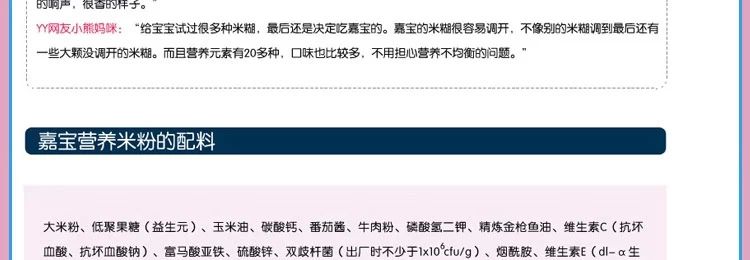 的响声，很香的样子。”
YY网友小熊妈咪：“给宝宝试过很多种米糊，最后还是决定吃嘉宝的。嘉宝的米糊很容易调开，不像别的米糊调到最后还有
一些大颗没调开的米糊。而且营养元素有20多种，口味也比较多，不用担心营养不均衡的问题。”
嘉宝营养米粉的配料
大米粉、低聚果糖（益生元）、玉米油、碳酸钙、番茄酱、牛肉粉、磷酸氢二钾、精炼金枪鱼油、维生素C（抗坏
血酸、抗坏血酸钠）、富马酸亚铁、硫酸锌、双歧杆菌（出厂时不少于1x10⁶cfu/g）、烟酰胺、维生素E（dl-α生